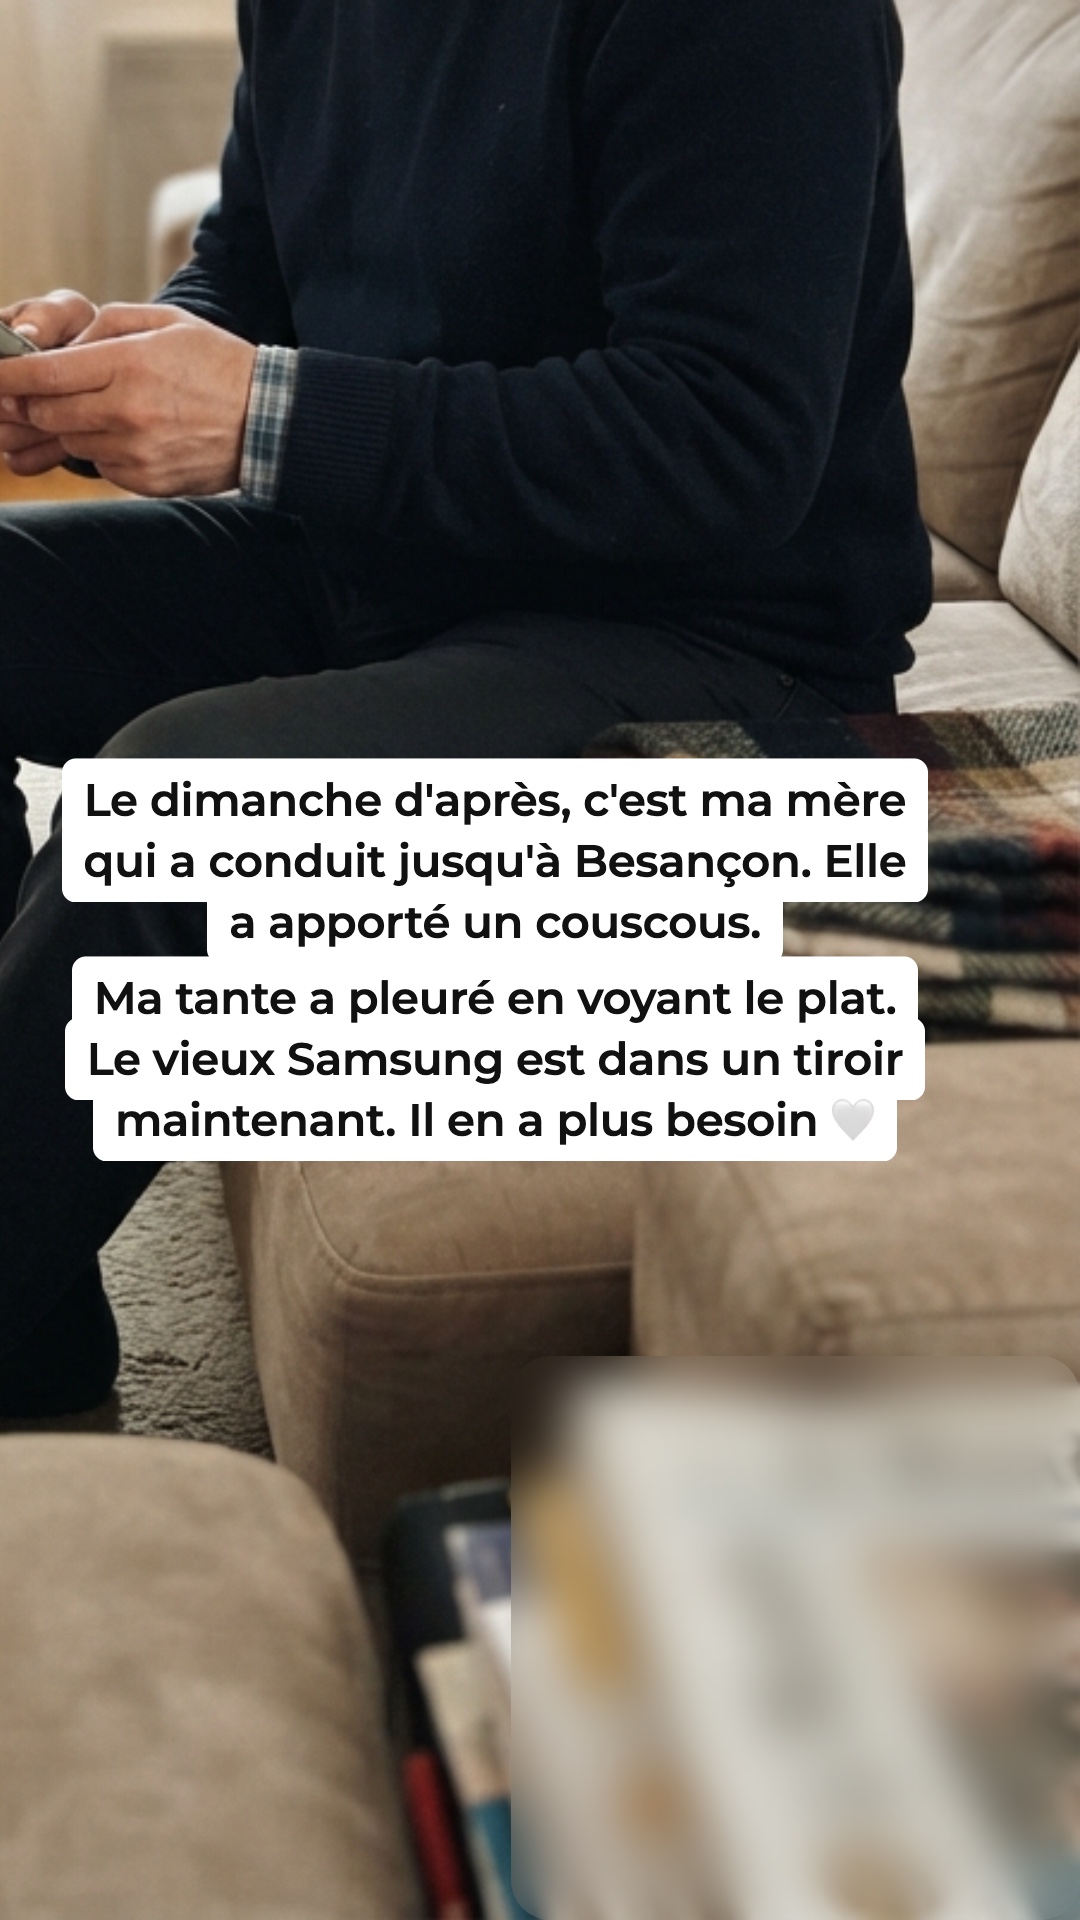 Le dimanche d'après, c'est ma mère
qui a conduit jusqu'à Besançon. Elle
a apporté un couscous.
Ma tante a pleuré en voyant le plat.
Le vieux Samsung est dans un tiroir
maintenant. Il en a plus besoin 🤍